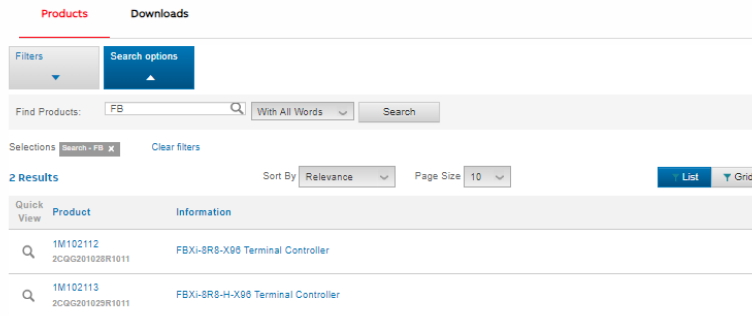 Products Downloads
Filters Search options
Find Products: FB With All Words Search
Selections Search - FB x Clear filters
2 Results Sort By Relevance Page Size 10 List Grid
Quick View Product Information
1M102112
2CQG201028R1011
FBXi-8R8-X96 Terminal Controller
1M102113
2CQG201029R1011
FBXi-8R8-H-X96 Terminal Controller